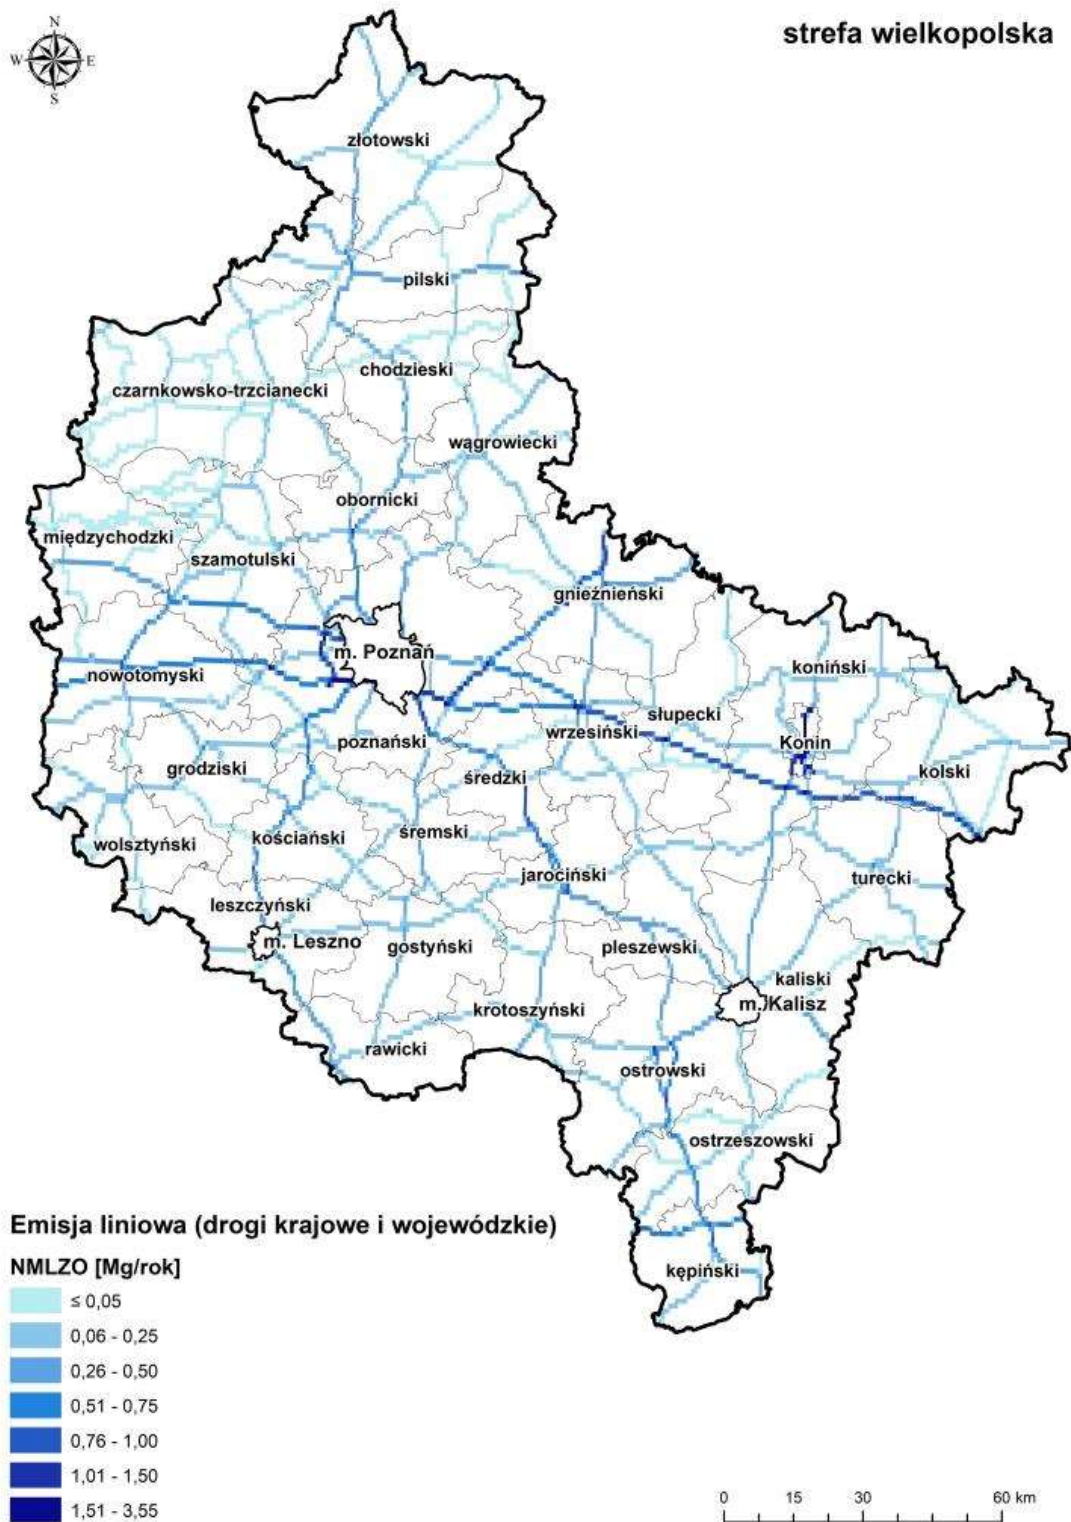 N
W E
S
strefa wielkopolska
złotowski
pilski
chodzieski
czarnkowsko-trzcianecki
wągrowiecki
obornicki
międzychodzki
szamotulski
gnieźnieński
m. Poznań
nowotomyski
koniński
słupecki
wrzesiński
poznański
Konin
grodziski
średzki
kolski
kościański
śremski
wolsztyński
jarociński
turecki
leszczyński
m. Leszno
gostyński
pleszewski
kaliski
m. Kalisz
krotoszyński
rawicki
ostrowski
ostrzeszowski
kępiński
Emisja liniowa (drogi krajowe i wojewódzkie)
NMLZO [Mg/rok]
≤ 0,05
0,06 - 0,25
0,26 - 0,50
0,51 - 0,75
0,76 - 1,00
1,01 - 1,50
1,51 - 3,55
0 15 30 60 km